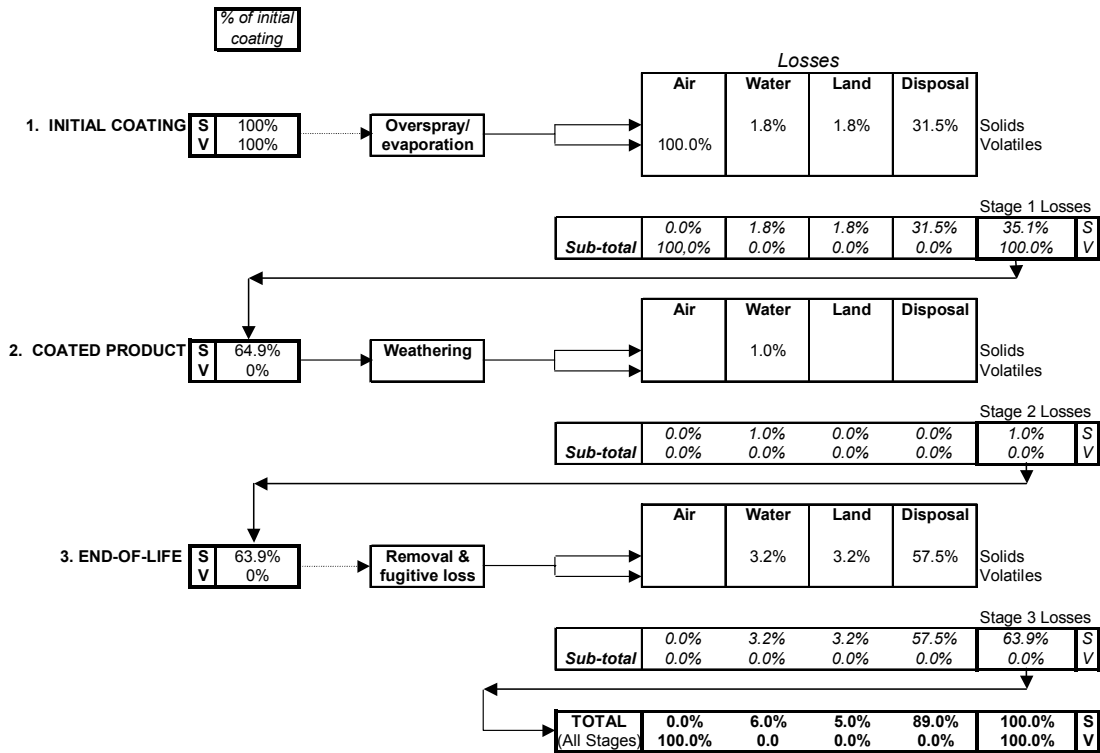 % of initial
coating
Losses
Air Water Land Disposal
1. INITIAL COATING S 100% Overspray/ 1.8% 1.8% 31.5% Solids
V 100% evaporation 100.0% Volatiles
Stage 1 Losses
0.0% 1.8% 1.8% 31.5% 35.1% S
Sub-total 100,0% 0.0% 0.0% 0.0% 100.0% V
Air Water Land Disposal
2. COATED PRODUCT S 64.9% Weathering 1.0% Solids
V 0% Volatiles
Stage 2 Losses
0.0% 1.0% 0.0% 0.0% 1.0% S
Sub-total 0.0% 0.0% 0.0% 0.0% 0.0% V
Air Water Land Disposal
3. END-OF-LIFE S 63.9% Removal & 3.2% 3.2% 57.5% Solids
V 0% fugitive loss Volatiles
Stage 3 Losses
0.0% 3.2% 3.2% 57.5% 63.9% S
Sub-total 0.0% 0.0% 0.0% 0.0% 0.0% V
TOTAL 0.0% 6.0% 5.0% 89.0% 100.0% S
(All Stages) 100.0% 0.0 0.0% 0.0% 100.0% V